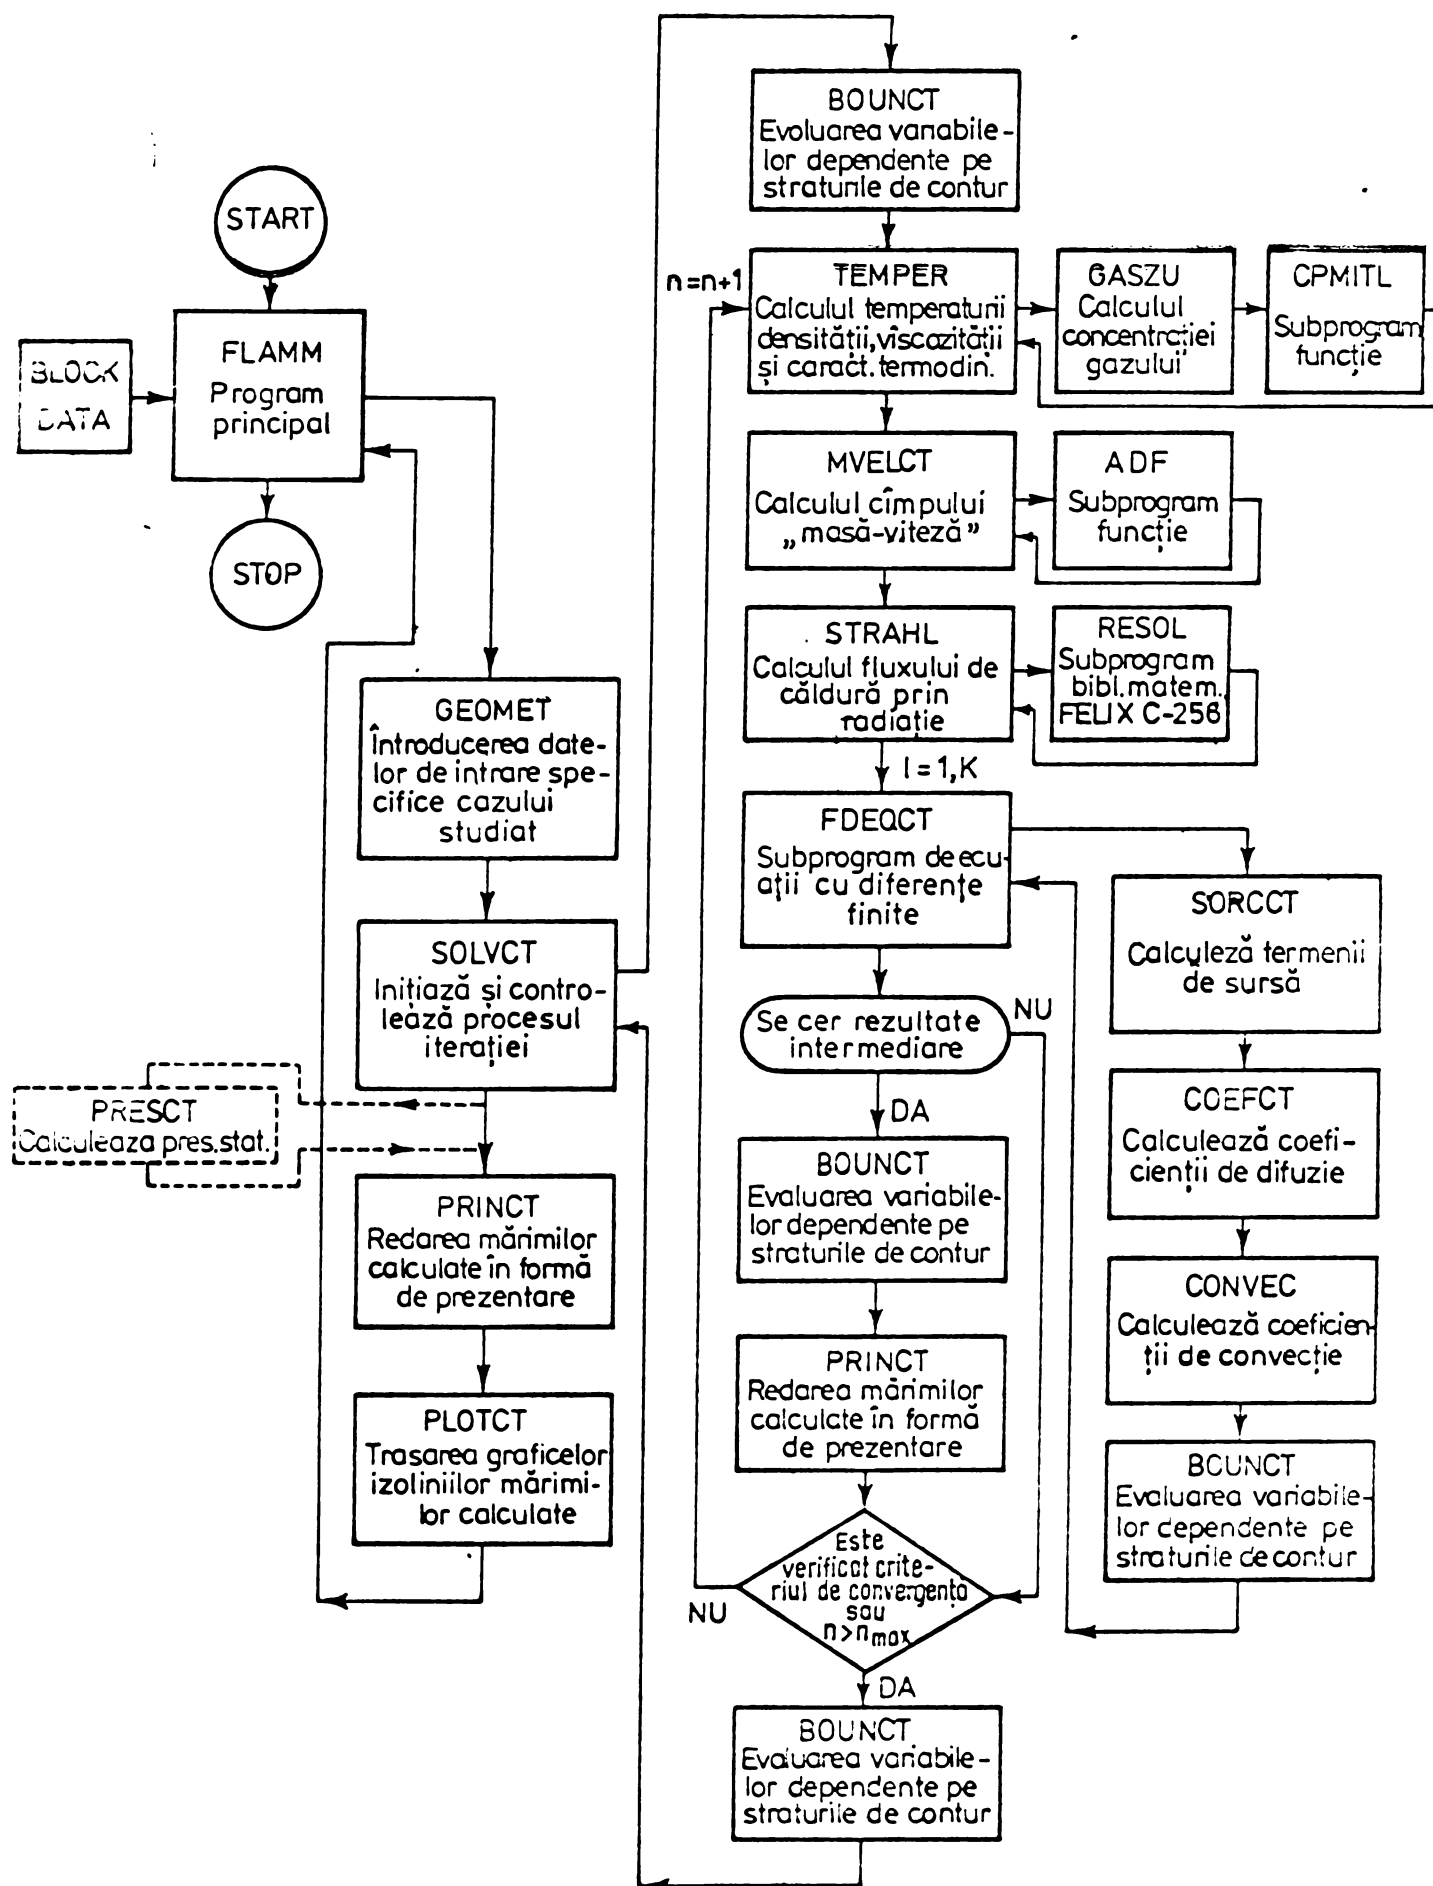 START
BLOCK
DATA
FLAMM
Program
principal
STOP
GEOMET
Întroducerea date-
lor de intrare spe-
cifice cazului
studiat
SOLVCT
Inițiază și contro-
lează procesul
iterației
PRESCT
Calculeaza pres.stat.
PRINCT
Redarea mărimilor
calculate în formă
de prezentare
PLOTCT
Trasarea graficelor
izoliniilor mărimi-
lor calculate
BOUNCT
Evoluarea variabile-
lor dependente pe
straturile de contur
n=n+1
TEMPER
Calculul temperaturii
densității, viscozității
și caract. termodin.
GASZU
Calculul
concentrației
gazului
CPMITL
Subprogram
funcție
MVELCT
Calculul cîmpului
„masă-viteză”
ADF
Subprogram
funcție
STRAHL
Calculul fluxului de
căldură prin
radiație
RESOL
Subprogram
bibl. matem.
FELIX C-256
I = 1, K
FDEQCT
Subprogram de ecu-
ații cu diferențe
finite
SORCCT
Calculeză termenii
de sursă
Se cer rezultate
intermediare
NU
DA
COEFCT
Calculează coefi-
cienții de difuzie
BOUNCT
Evaluarea variabile-
lor dependente pe
straturile de contur
CONVEC
Calculează coeficien-
ții de convecție
PRINCT
Redarea mărimilor
calculate în formă
de prezentare
BOUNCT
Evaluarea variabile-
lor dependente pe
straturile de contur
Este
verificat crite-
riul de convergență
sau
n>nmax
NU
DA
BOUNCT
Evaluarea variabile-
lor dependente pe
straturile de contur